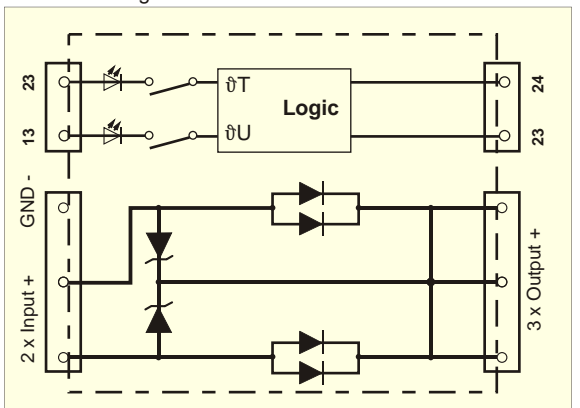 23
13
ϑT
ϑU
Logic
24
23
GND -
2 x Input +
3 x Output +